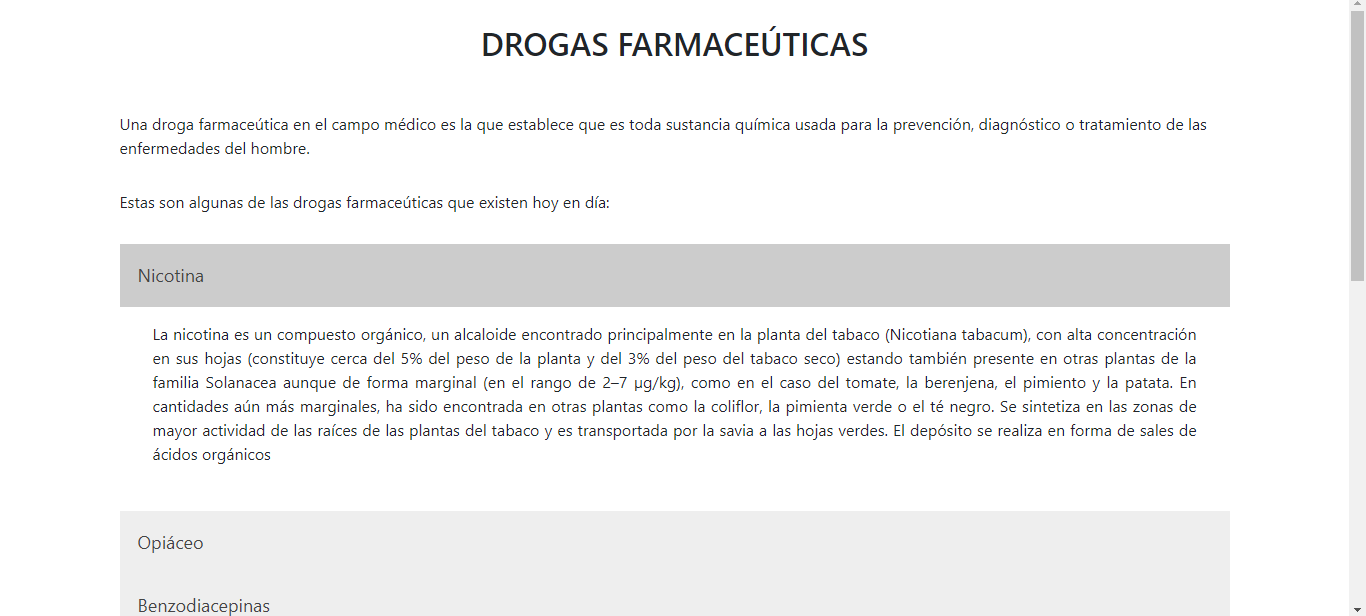 DROGAS FARMACEÚTICAS
Una droga farmaceútica en el campo médico es la que establece que es toda sustancia química usada para la prevención, diagnóstico o tratamiento de las
enfermedades del hombre.
Estas son algunas de las drogas farmaceúticas que existen hoy en día:
Nicotina
La nicotina es un compuesto orgánico, un alcaloide encontrado principalmente en la planta del tabaco (Nicotiana tabacum), con alta concentración
en sus hojas (constituye cerca del 5% del peso de la planta y del 3% del peso del tabaco seco) estando también presente en otras plantas de la
familia Solanacea aunque de forma marginal (en el rango de 2–7 µg/kg), como en el caso del tomate, la berenjena, el pimiento y la patata. En
cantidades aún más marginales, ha sido encontrada en otras plantas como la coliflor, la pimienta verde o el té negro. Se sintetiza en las zonas de
mayor actividad de las raíces de las plantas del tabaco y es transportada por la savia a las hojas verdes. El depósito se realiza en forma de sales de
ácidos orgánicos
Opiáceo
Benzodiacepinas